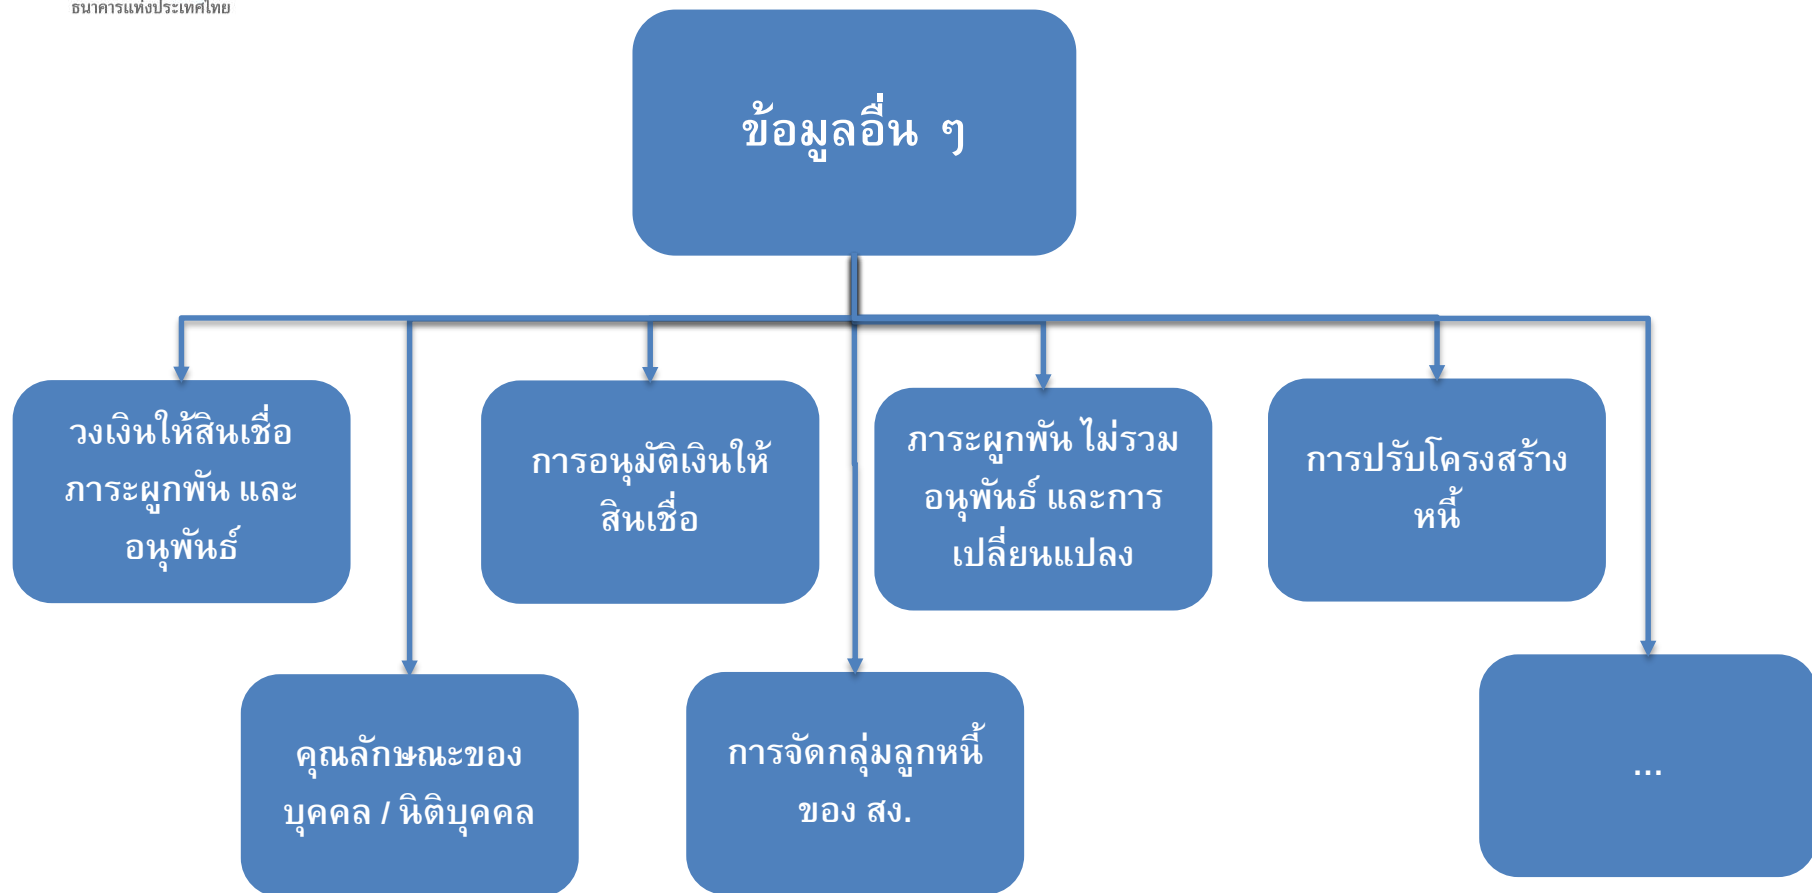 ธนาคารแห่งประเทศไทย
ข้อมูลอื่น ๆ
วงเงินให้สินเชื่อ
ภาระผูกพัน และ
อนุพันธ์
การอนุมัติเงินให้
สินเชื่อ
ภาระผูกพัน ไม่รวม
อนุพันธ์ และการ
เปลี่ยนแปลง
การปรับโครงสร้าง
หนี้
คุณลักษณะของ
บุคคล / นิติบุคคล
การจัดกลุ่มลูกหนี้
ของ สง.
...